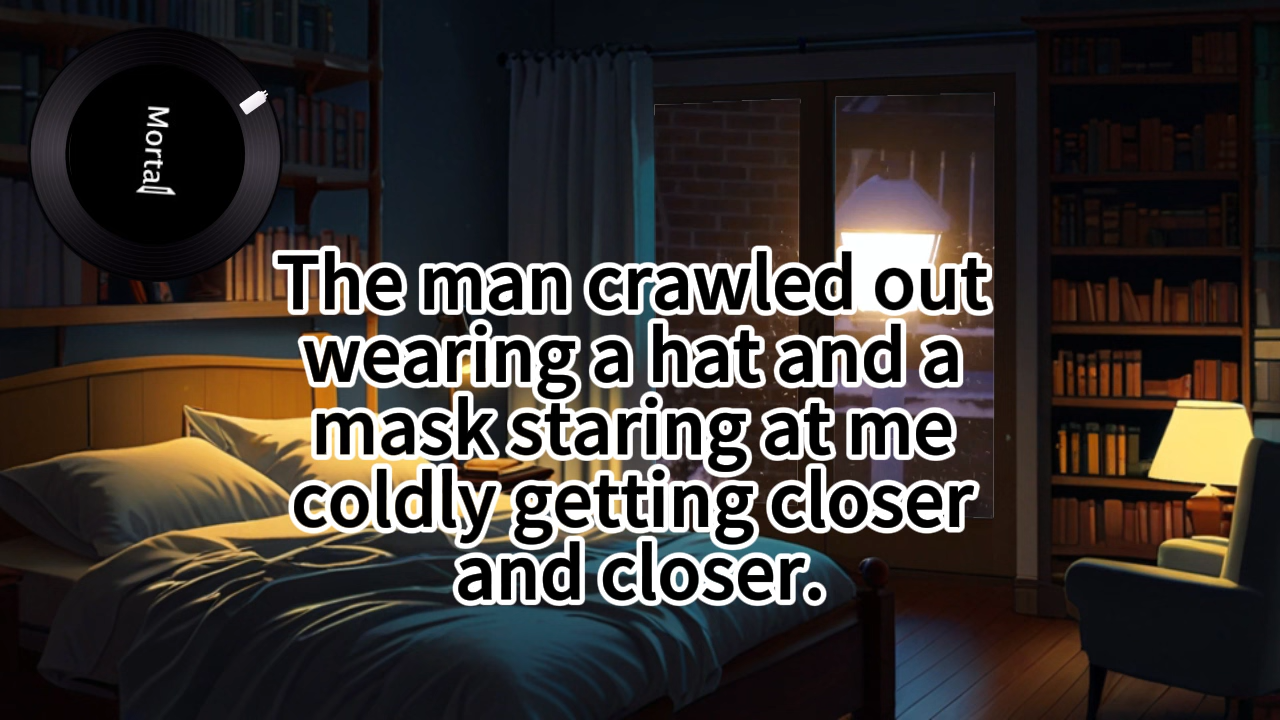 Mortal
The man crawled out
wearing a hat and a
mask staring at me
coldly getting closer
and closer.